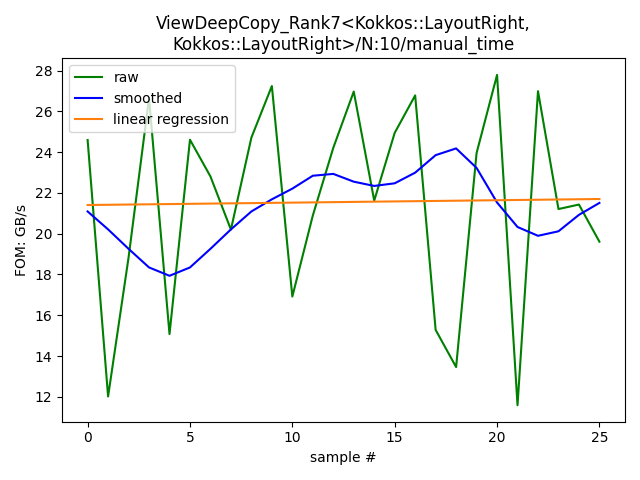 ViewDeepCopy_Rank7<Kokkos::LayoutRight,
Kokkos::LayoutRight>/N:10/manual_time
raw
smoothed
linear regression
FOM: GB/s
28
26
24
22
20
18
16
14
12
0
5
10
15
20
25
sample #